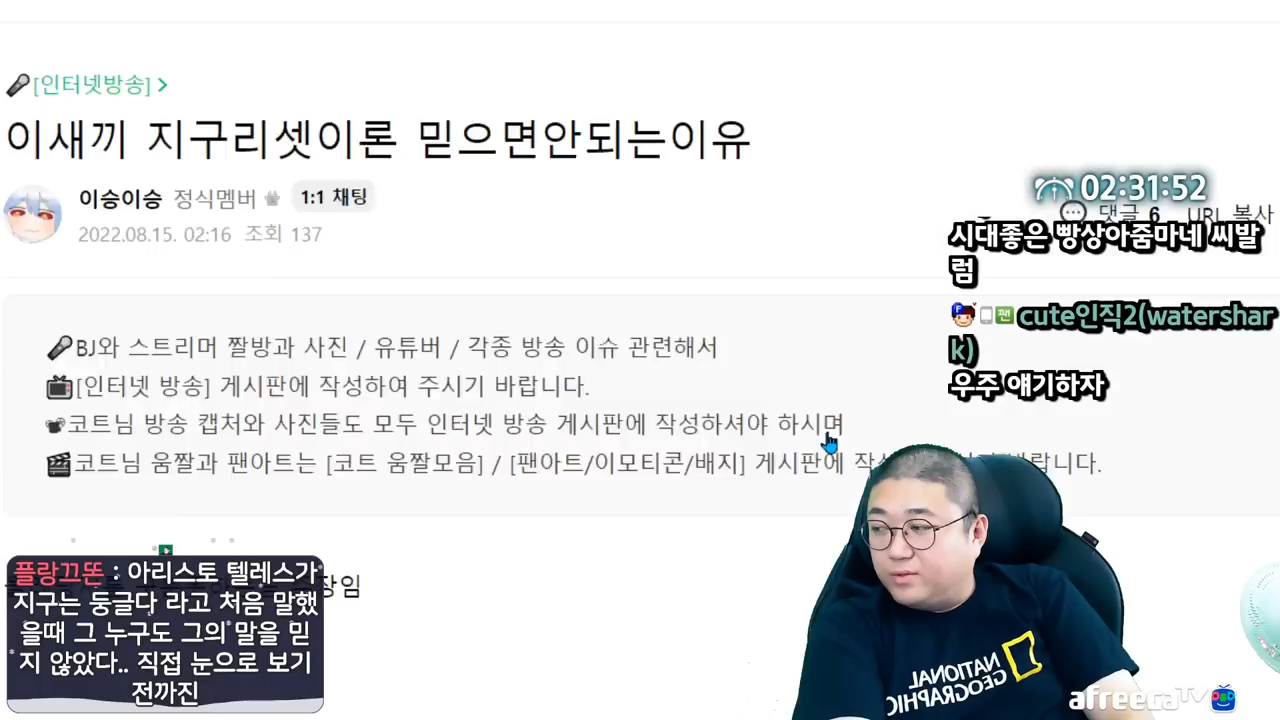 [인터넷방송] >
이새끼 지구리셋이론 믿으면안되는이유
이승이승 정식멤버 1:1 채팅
2022.08.15. 02:16 조회 137
댓글 6 URL 복사
🎤BJ와 스트리머 짤방과 사진 / 유튜버 / 각종 방송 이슈 관련해서
📺[인터넷 방송] 게시판에 작성하여 주시기 바랍니다.
코트님 방송 캡처와 사진들도 모두 인터넷 방송 게시판에 작성하셔야 하시며
🎬코트님 움짤과 팬아트는 [코트 움짤모음] / [팬아트/이모티콘/배지] 게시판에 바랍니다.
02:31:52
시대좋은 빵상아줌마네 씨발
럼
cute인직2(watershar
k)
우주 얘기하자
플랑끄똔 : 아리스토 텔레스가
지구는 둥글다 라고 처음 말했
을때 그 누구도 그의 말을 믿
지 않았다.. 직접 눈으로 보기
전까진
NATIONAL
GEOGRAPHIC
afreecaTV